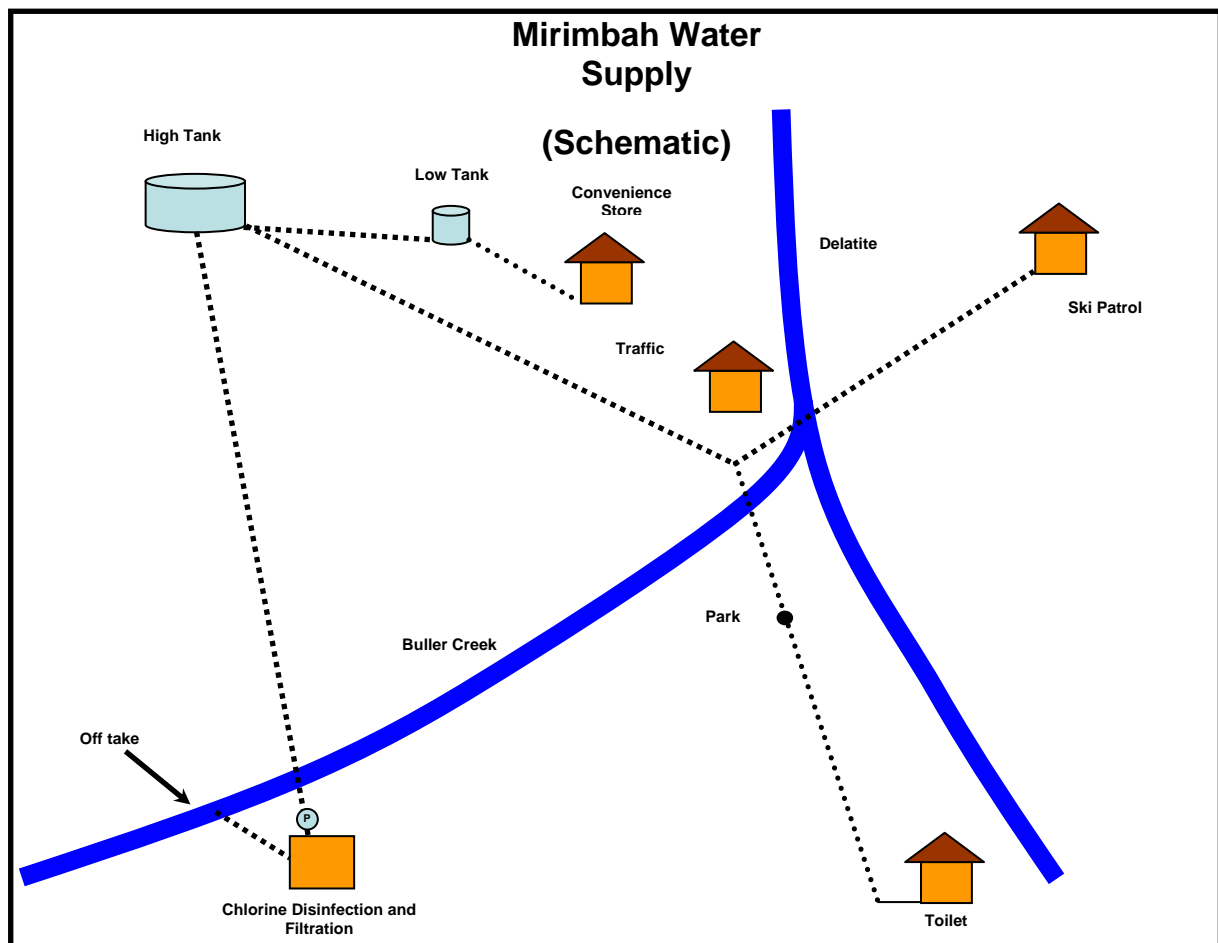 Mirimbah Water
Supply
(Schematic)
High Tank
Low Tank
Convenience
Store
Delatite
Ski Patrol
Traffic
Park
Buller Creek
Off take
P
Chlorine Disinfection and
Filtration
Toilet